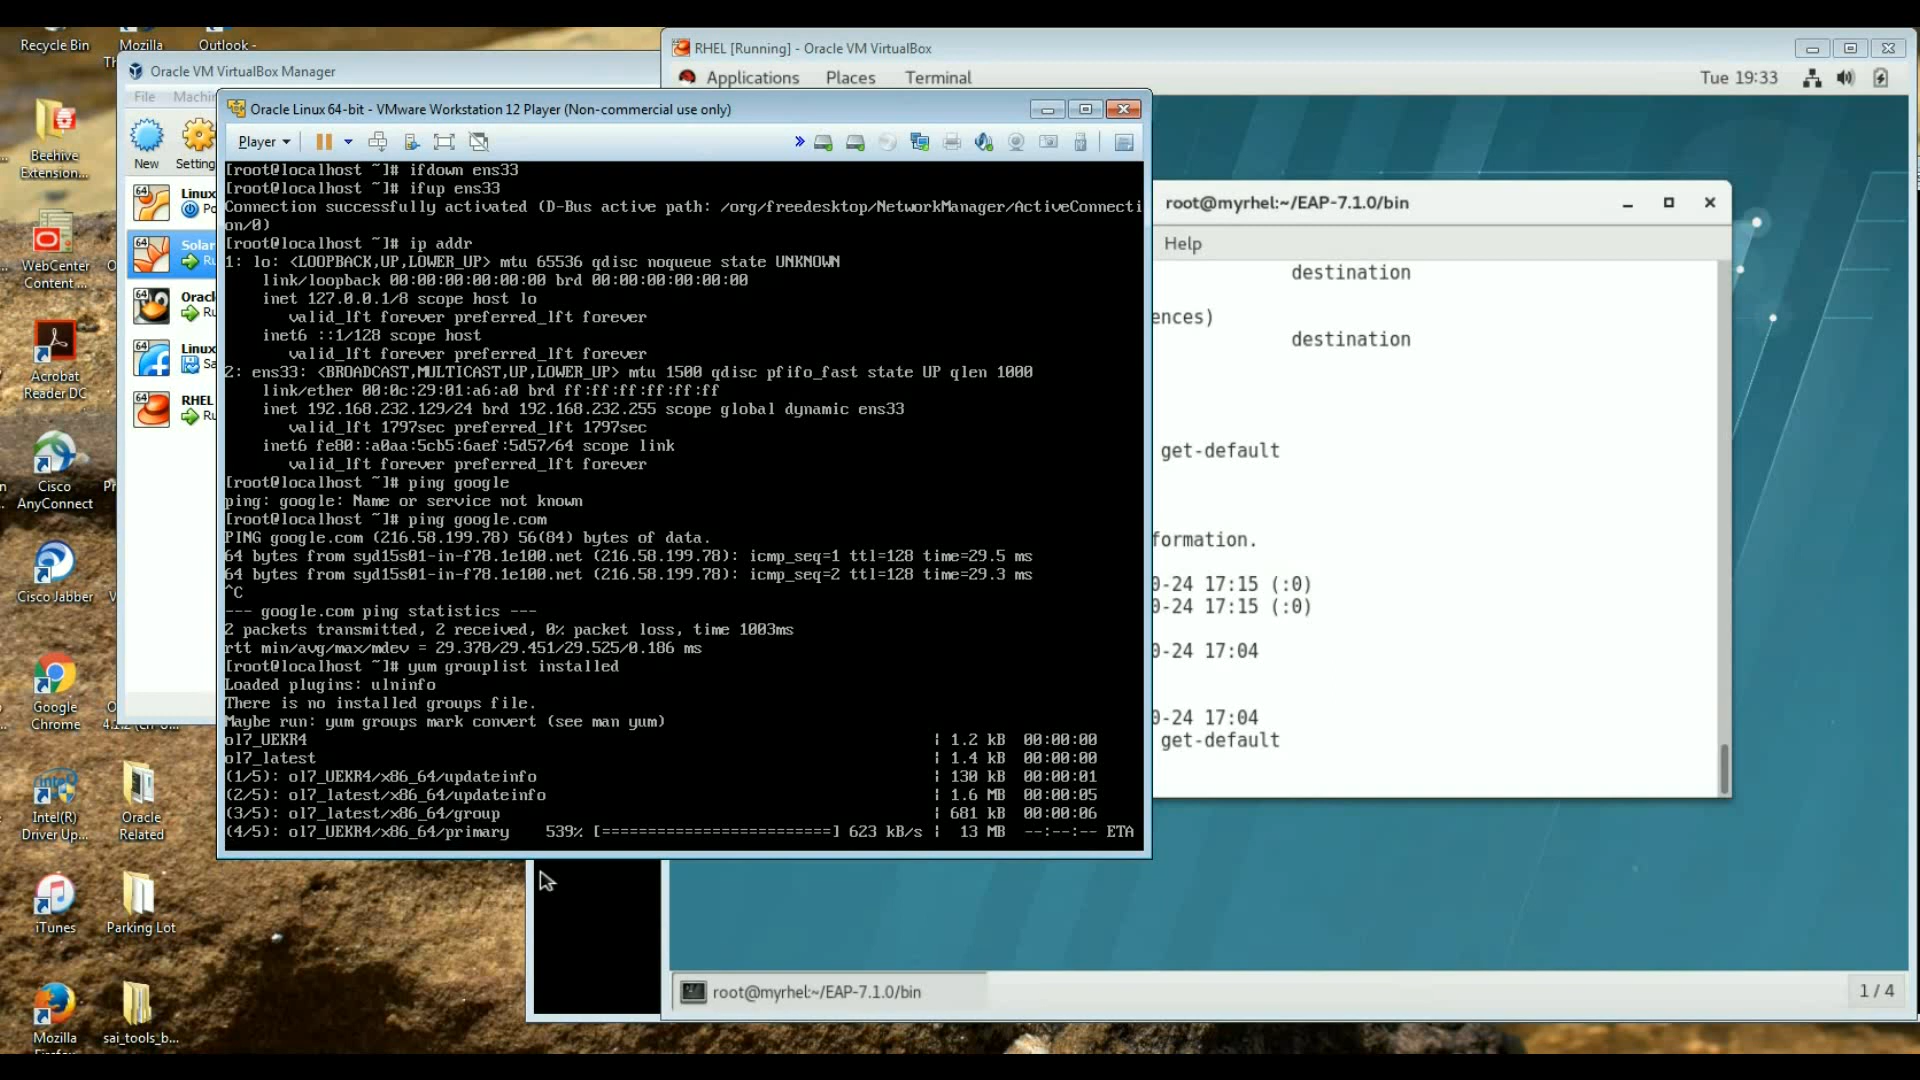 Recycle Bin
Mozilla
Outlook -
Beehive
Extension...
WebCenter
Content ...
Acrobat
Reader DC
Cisco
AnyConnect
Cisco Jabber
Google
Chrome
Intel(R)
Driver Up...
Oracle
Related
iTunes
Parking Lot
Mozilla
Firefox
sai_tools_b...
Oracle VM VirtualBox Manager
File
New
64
Linux
64
Solar
64
64
Linux
64
RHEL
RHEL [Running] - Oracle VM VirtualBox
Applications Places Terminal
Tue 19:33
Oracle Linux 64-bit - VMware Workstation 12 Player (Non-commercial use only)
Player
[root@localhost ~]# ifdown ens33
[root@localhost ~]# ifup ens33
Connection successfully activated (D-Bus active path: /org/freedesktop/NetworkManager/ActiveConnecti
on/0)
[root@localhost ~]# ip addr
1: lo: <LOOPBACK,UP,LOWER_UP> mtu 65536 qdisc noqueue state UNKNOWN
link/loopback 00:00:00:00:00:00 brd 00:00:00:00:00:00
inet 127.0.0.1/8 scope host lo
valid_lft forever preferred_lft forever
inet6 ::1/128 scope host
valid_lft forever preferred_lft forever
2: ens33: <BROADCAST,MULTICAST,UP,LOWER_UP> mtu 1500 qdisc pfifo_fast state UP qlen 1000
link/ether 00:0c:29:01:a6:a0 brd ff:ff:ff:ff:ff:ff
inet 192.168.232.129/24 brd 192.168.232.255 scope global dynamic ens33
valid_lft 1797sec preferred_lft 1797sec
inet6 fe80::a0aa:5cb5:6aef:5d57/64 scope link
valid_lft forever preferred_lft forever
[root@localhost ~]# ping google
ping: google: Name or service not known
[root@localhost ~]# ping google.com
PING google.com (216.58.199.78) 56(84) bytes of data.
64 bytes from syd15s01-in-f78.1e100.net (216.58.199.78): icmp_seq=1 ttl=128 time=29.5 ms
64 bytes from syd15s01-in-f78.1e100.net (216.58.199.78): icmp_seq=2 ttl=128 time=29.3 ms
^C
--- google.com ping statistics ---
2 packets transmitted, 2 received, 0% packet loss, time 1003ms
rtt min/avg/max/mdev = 29.378/29.451/29.525/0.186 ms
[root@localhost ~]# yum grouplist installed
Loaded plugins: ulninfo
There is no installed groups file.
Maybe run: yum groups mark convert (see man yum)
ol7_UEKR4 | 1.2 kB 00:00:00
ol7_latest | 1.4 kB 00:00:00
(1/5): ol7_UEKR4/x86_64/updateinfo | 130 kB 00:00:01
(2/5): ol7_latest/x86_64/updateinfo | 1.6 MB 00:00:05
(3/5): ol7_latest/x86_64/group | 681 kB 00:00:06
(4/5): ol7_UEKR4/x86_64/primary 539% [==========================] 623 kB/s | 13 MB --:--:-- ETA
root@myrhel:~/EAP-7.1.0/bin
Help
destination
ences)
destination
get-default
formation.
0-24 17:15 (:0)
0-24 17:15 (:0)
0-24 17:04
0-24 17:04
get-default
root@myrhel:~/EAP-7.1.0/bin
1 / 4